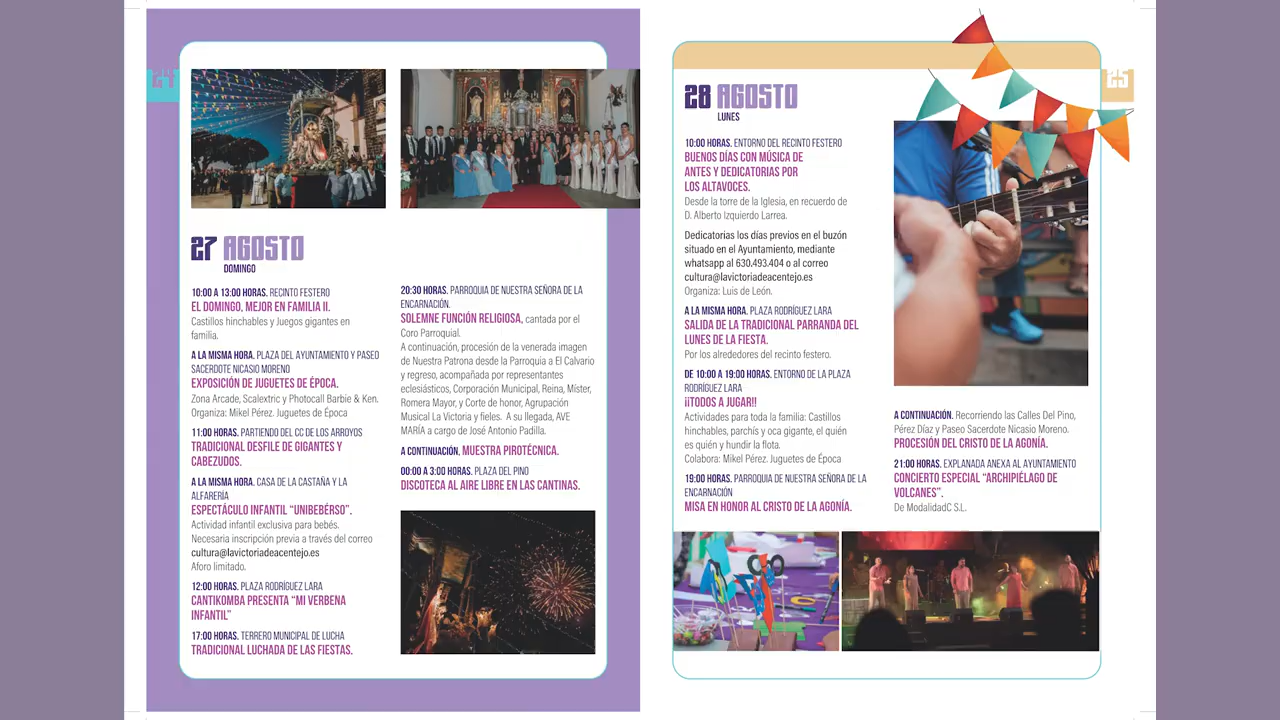 24
27 AGOSTO
DOMINGO
10:00 A 13:00 HORAS. RECINTO FESTERO
EL DOMINGO, MEJOR EN FAMILIA II.
Castillos hinchables y Juegos gigantes en
familia.
A LA MISMA HORA. PLAZA DEL AYUNTAMIENTO Y PASEO
SACERDOTE NICASIO MORENO
EXPOSICIÓN DE JUGUETES DE ÉPOCA.
Zona Arcade, Scalextric y Photocall Barbie & Ken.
Organiza: Mikel Pérez. Juguetes de Época
11:00 HORAS. PARTIENDO DEL CC DE LOS ARROYOS
TRADICIONAL DESFILE DE GIGANTES Y
CABEZUDOS.
A LA MISMA HORA. CASA DE LA CASTAÑA Y LA
ALFARERÍA
ESPECTÁCULO INFANTIL “UNIBEBÉRSO”.
Actividad infantil exclusiva para bebés.
Necesaria inscripción previa a través del correo
cultura@lavictoriadeacentejo.es
Aforo limitado.
12:00 HORAS. PLAZA RODRÍGUEZ LARA
CANTIKOMBA PRESENTA “MI VERBENA
INFANTIL”
17:00 HORAS. TERRERO MUNICIPAL DE LUCHA
TRADICIONAL LUCHADA DE LAS FIESTAS.
20:30 HORAS. PARROQUIA DE NUESTRA SEÑORA DE LA
ENCARNACIÓN.
SOLEMNE FUNCIÓN RELIGIOSA, cantada por el
Coro Parroquial.
A continuación, procesión de la venerada imagen
de Nuestra Patrona desde la Parroquia a El Calvario
y regreso, acompañada por representantes
eclesiásticos, Corporación Municipal, Reina, Míster,
Romera Mayor, y Corte de honor, Agrupación
Musical La Victoria y fieles. A su llegada, AVE
MARÍA a cargo de José Antonio Padilla.
A CONTINUACIÓN, MUESTRA PIROTÉCNICA.
00:00 A 3:00 HORAS. PLAZA DEL PINO
DISCOTECA AL AIRE LIBRE EN LAS CANTINAS.
25
28 AGOSTO
LUNES
10:00 HORAS. ENTORNO DEL RECINTO FESTERO
BUENOS DÍAS CON MÚSICA DE
ANTES Y DEDICATORIAS POR
LOS ALTAVOCES.
Desde la torre de la Iglesia, en recuerdo de
D. Alberto Izquierdo Larrea.
Dedicatorias los días previos en el buzón
situado en el Ayuntamiento, mediante
whatsapp al 630.493.404 o al correo
cultura@lavictoriadeacentejo.es
Organiza: Luis de León.
A LA MISMA HORA. PLAZA RODRÍGUEZ LARA
SALIDA DE LA TRADICIONAL PARRANDA DEL
LUNES DE LA FIESTA.
Por los alrededores del recinto festero.
DE 10:00 A 19:00 HORAS. ENTORNO DE LA PLAZA
RODRÍGUEZ LARA
¡¡TODOS A JUGAR!!
Actividades para toda la familia: Castillos
hinchables, parchís y oca gigante, el quién
es quién y hundir la flota.
Colabora: Mikel Pérez. Juguetes de Época
19:00 HORAS. PARROQUIA DE NUESTRA SEÑORA DE LA
ENCARNACIÓN
MISA EN HONOR AL CRISTO DE LA AGONÍA.
A CONTINUACIÓN. Recorriendo las Calles Del Pino,
Pérez Díaz y Paseo Sacerdote Nicasio Moreno.
PROCESIÓN DEL CRISTO DE LA AGONÍA.
21:00 HORAS. EXPLANADA ANEXA AL AYUNTAMIENTO
CONCIERTO ESPECIAL “ARCHIPIÉLAGO DE
VOLCANES”.
De ModalidadC S.L.